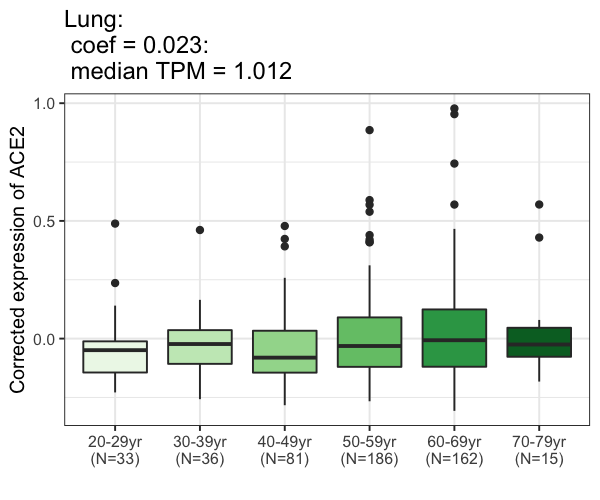 Lung:
coef = 0.023:
median TPM = 1.012
Corrected expression of ACE2
1.0
0.5
0.0
20-29yr 30-39yr 40-49yr 50-59yr 60-69yr 70-79yr
(N=33) (N=36) (N=81) (N=186) (N=162) (N=15)